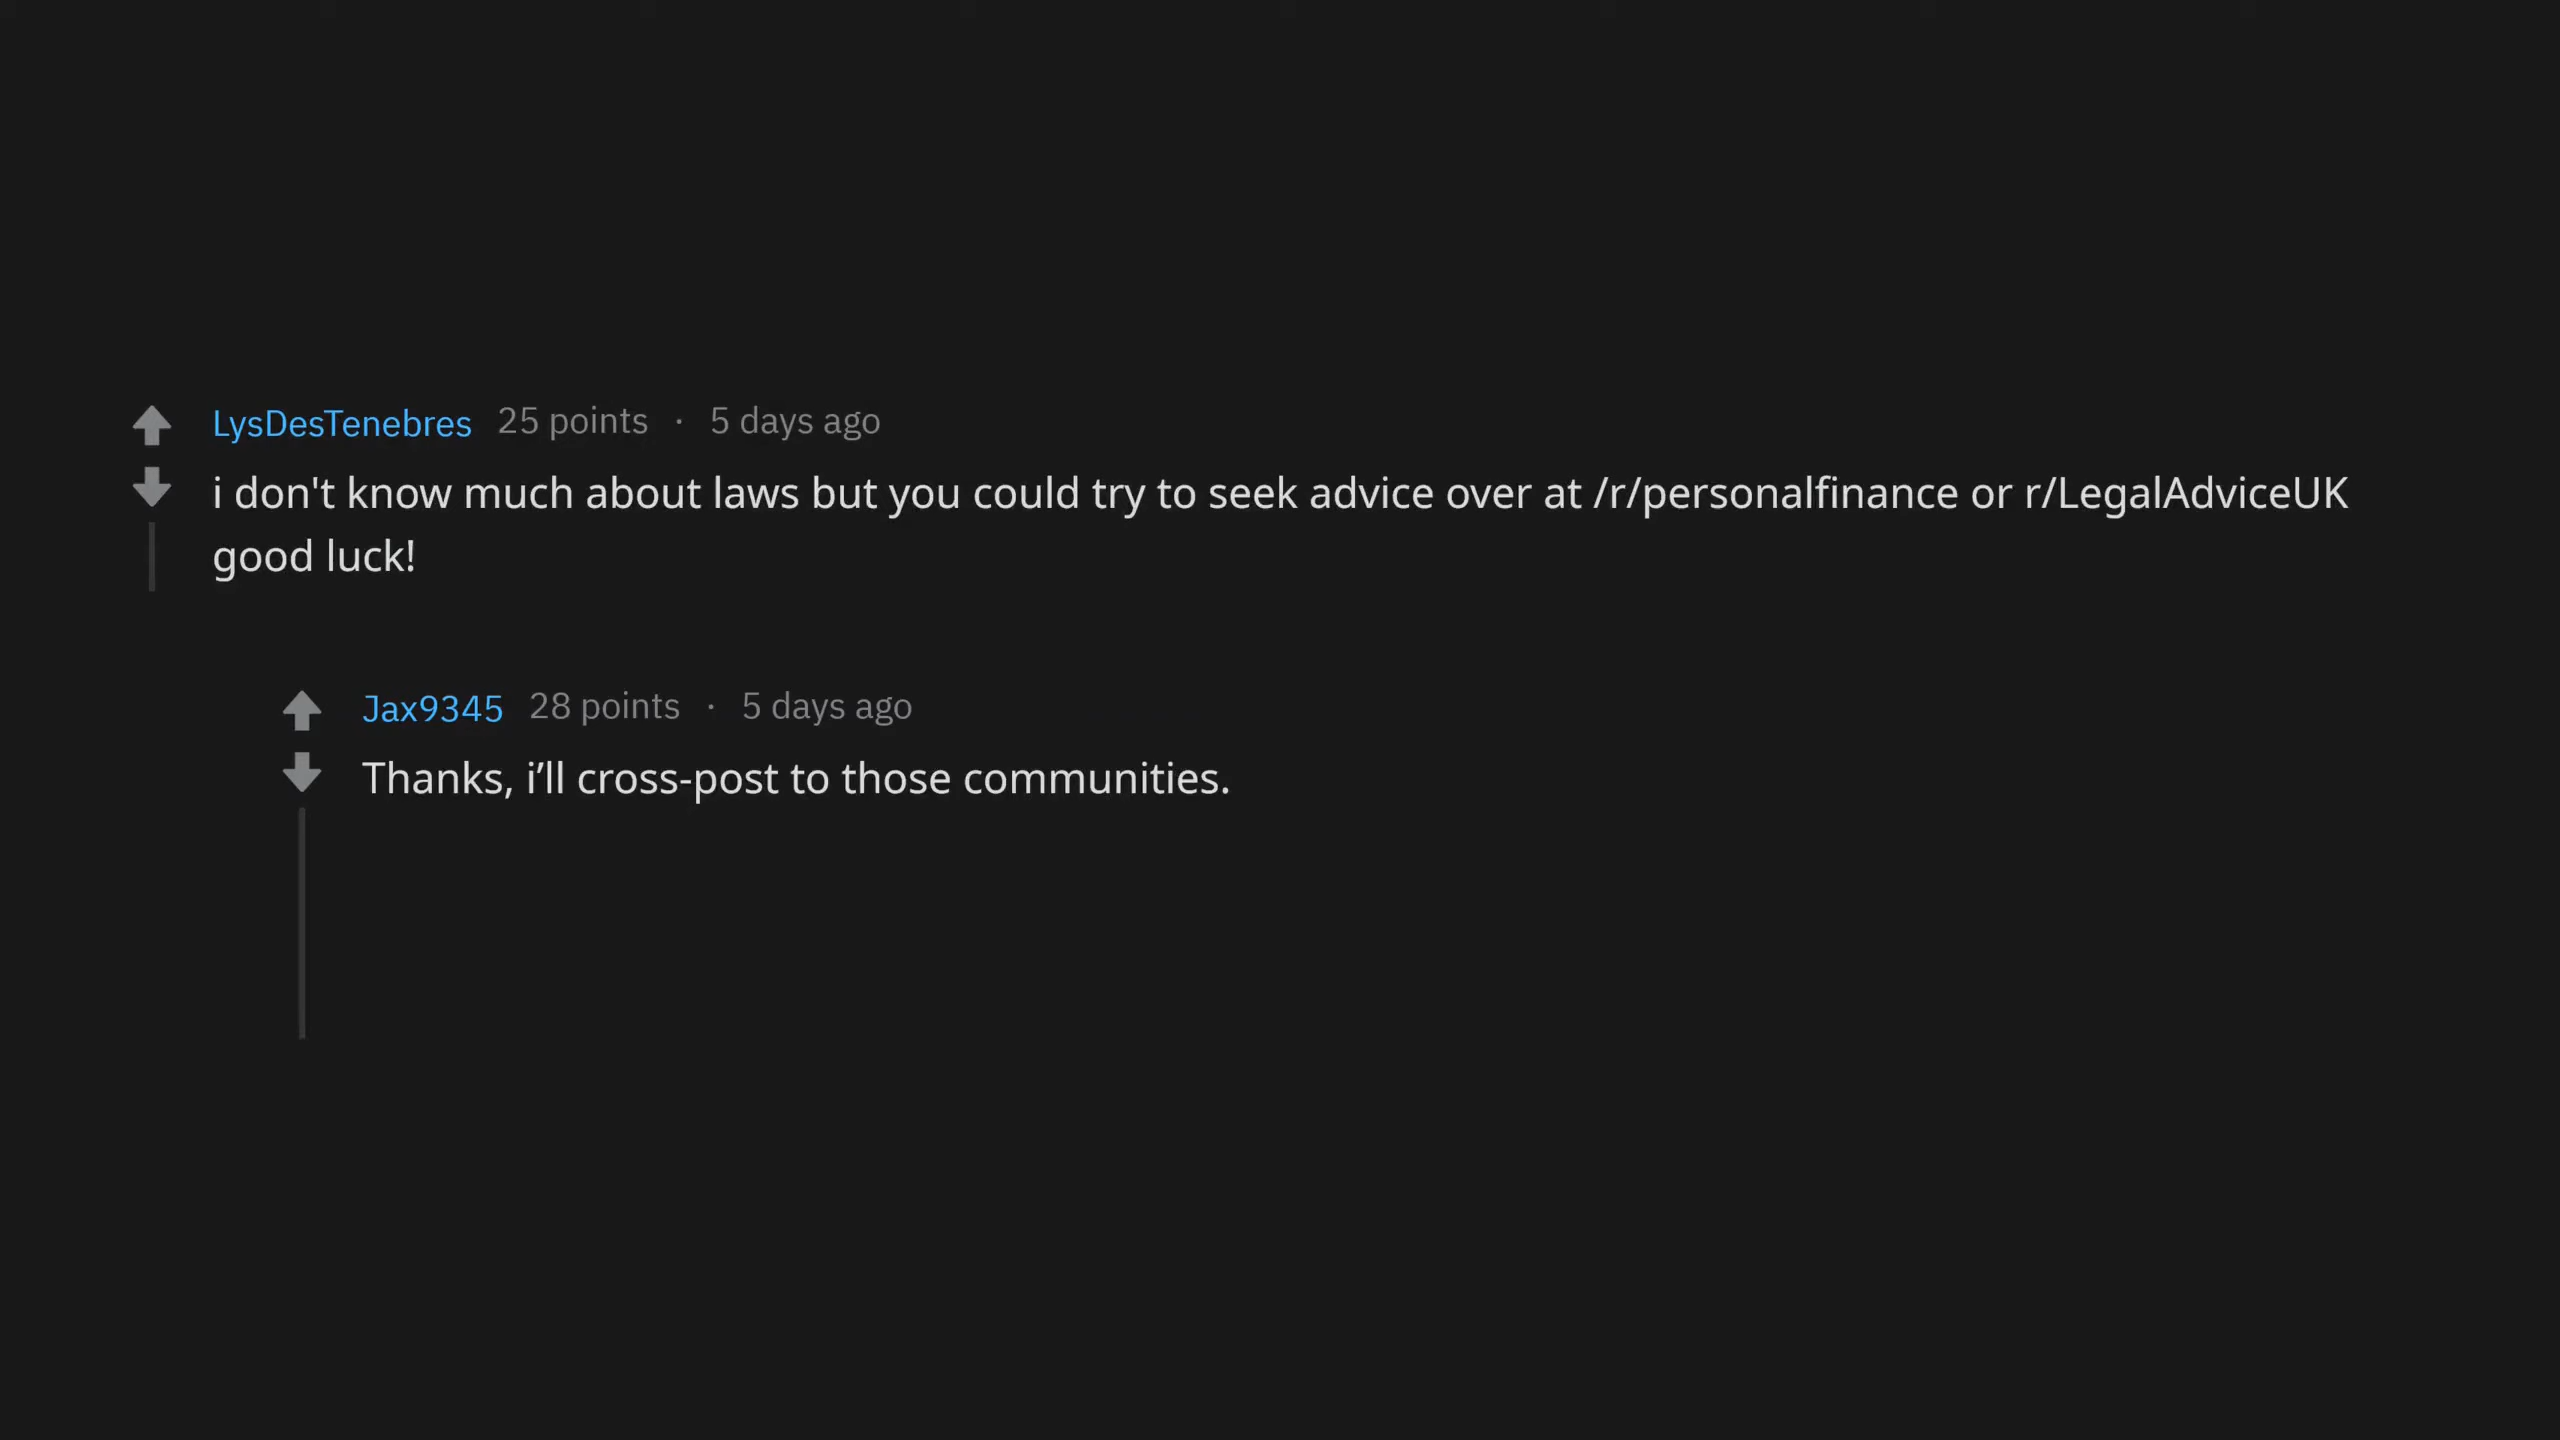 LysDesTenebres 25 points · 5 days ago
i don't know much about laws but you could try to seek advice over at /r/personalfinance or r/LegalAdviceUK
good luck!
Jax9345 28 points · 5 days ago
Thanks, i’ll cross-post to those communities.